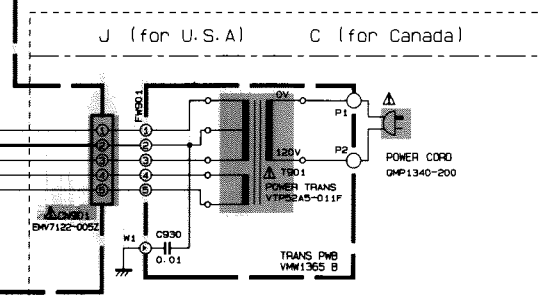 J (for U.S.A)
C (for Canada)
FW901
0V
P1
1
1
2
2
3
3
4
4
5
5
120V
P2
POWER CORD
QMP1340-200
T901
POWER TRANS
VTP52A5-011F
CN901
EMV7122-005Z
W1
C930
0.01
TRANS PWB
VMW1365 B